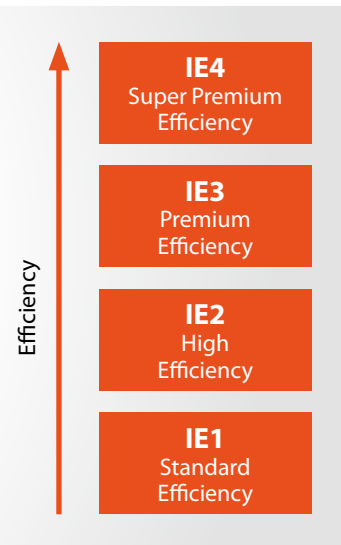 IE4
Super Premium
Efficiency
IE3
Premium
Efficiency
IE2
High
Efficiency
IE1
Standard
Efficiency
Efficiency